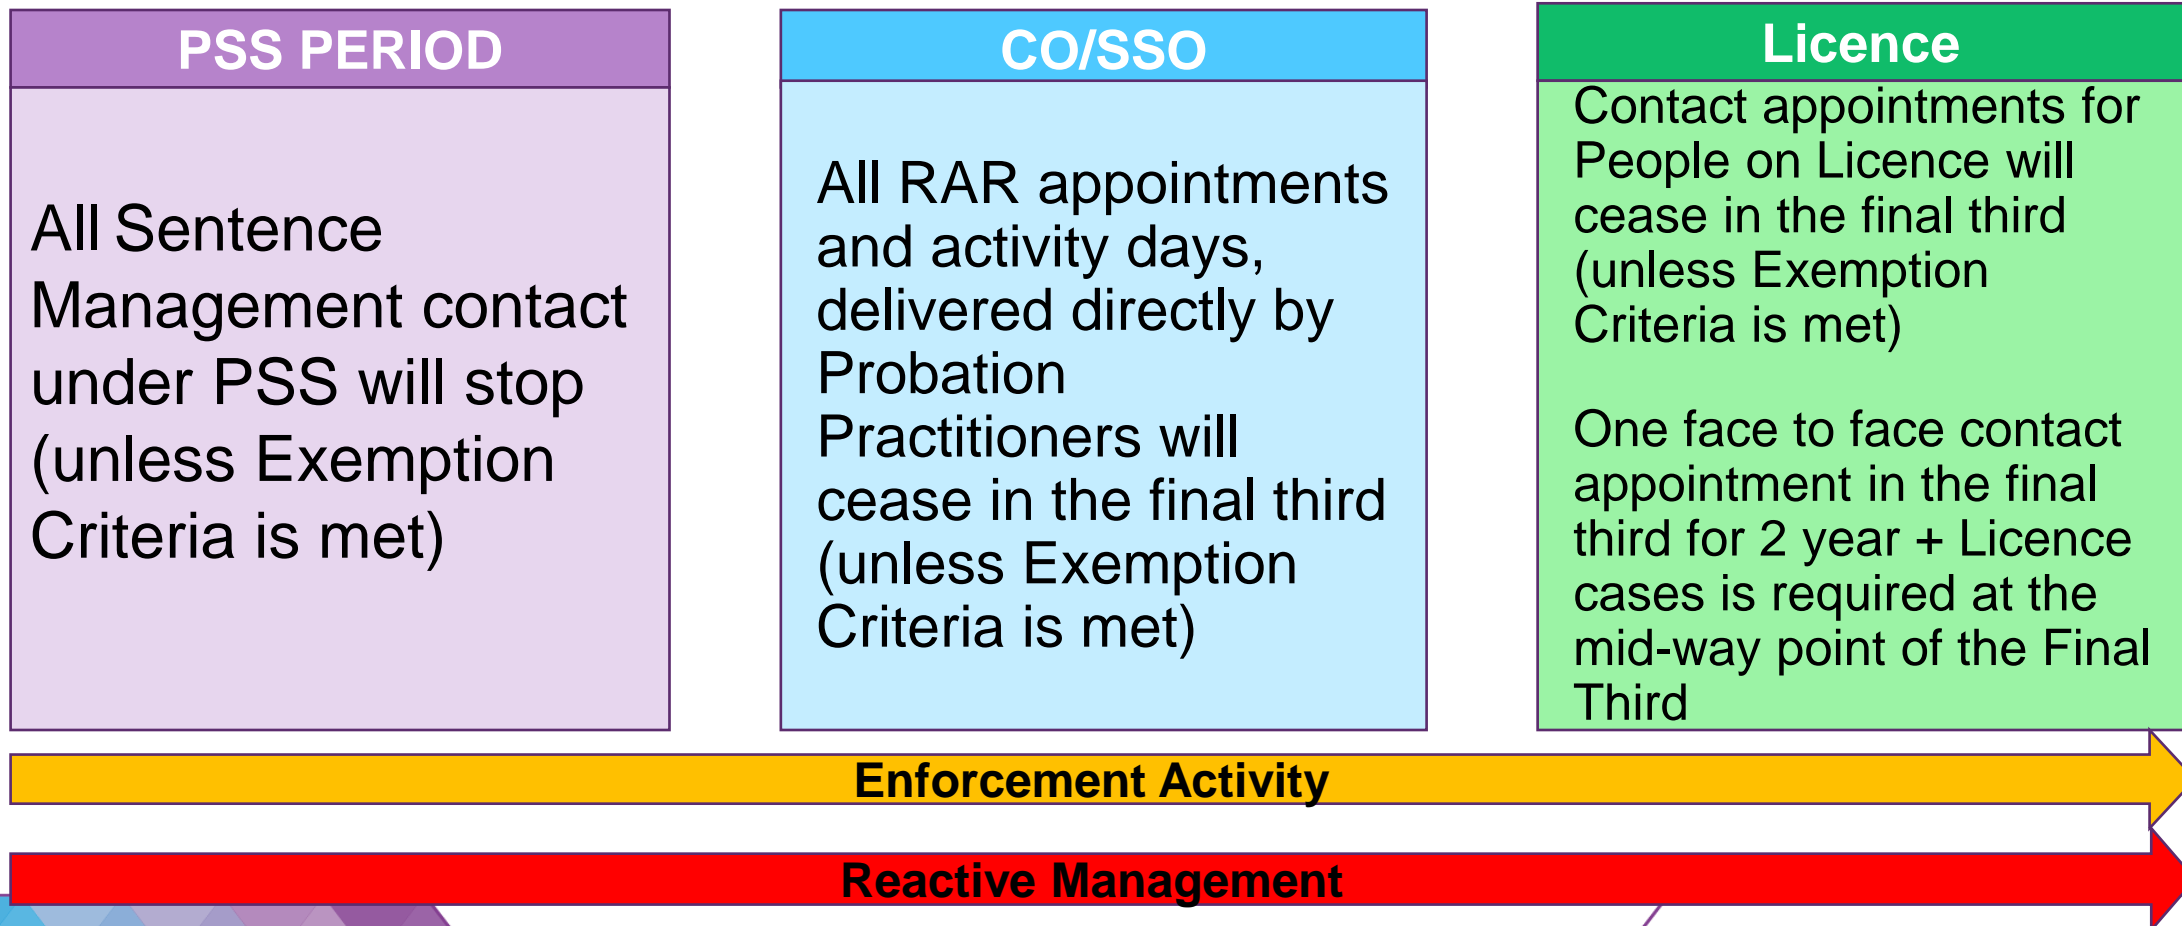 PSS PERIOD
All Sentence
Management contact
under PSS will stop
(unless Exemption
Criteria is met)
CO/SSO
All RAR appointments
and activity days,
delivered directly by
Probation
Practitioners will
cease in the final third
(unless Exemption
Criteria is met)
Licence
Contact appointments for
People on Licence will
cease in the final third
(unless Exemption
Criteria is met)
One face to face contact
appointment in the final
third for 2 year + Licence
cases is required at the
mid-way point of the Final
Third
Enforcement Activity
Reactive Management